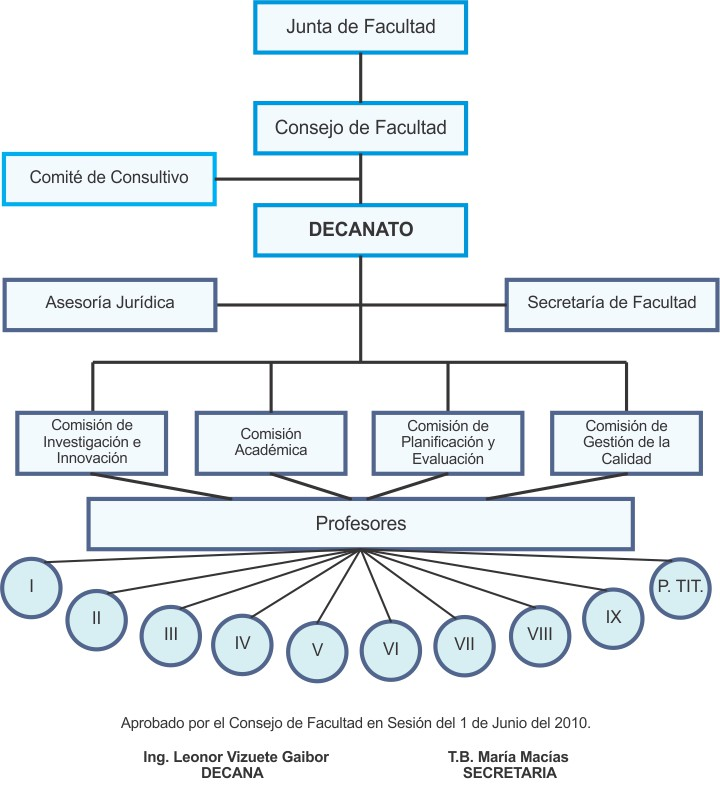 Junta de Facultad
Consejo de Facultad
Comité de Consultivo
DECANATO
Asesoría Jurídica
Secretaría de Facultad
Comisión de
Investigación e
Innovación
Comisión
Académica
Comisión de
Planificación y
Evaluación
Comisión de
Gestión de la
Calidad
Profesores
I
II
III
IV
V
VI
VII
VIII
IX
P. TIT.
Aprobado por el Consejo de Facultad en Sesión del 1 de Junio del 2010.
Ing. Leonor Vizuete Gaibor
DECANA
T.B. María Macías
SECRETARIA